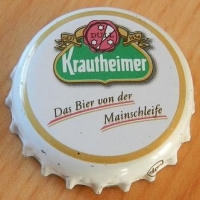 Krautheimer
Das Bier von der
Mainschleife